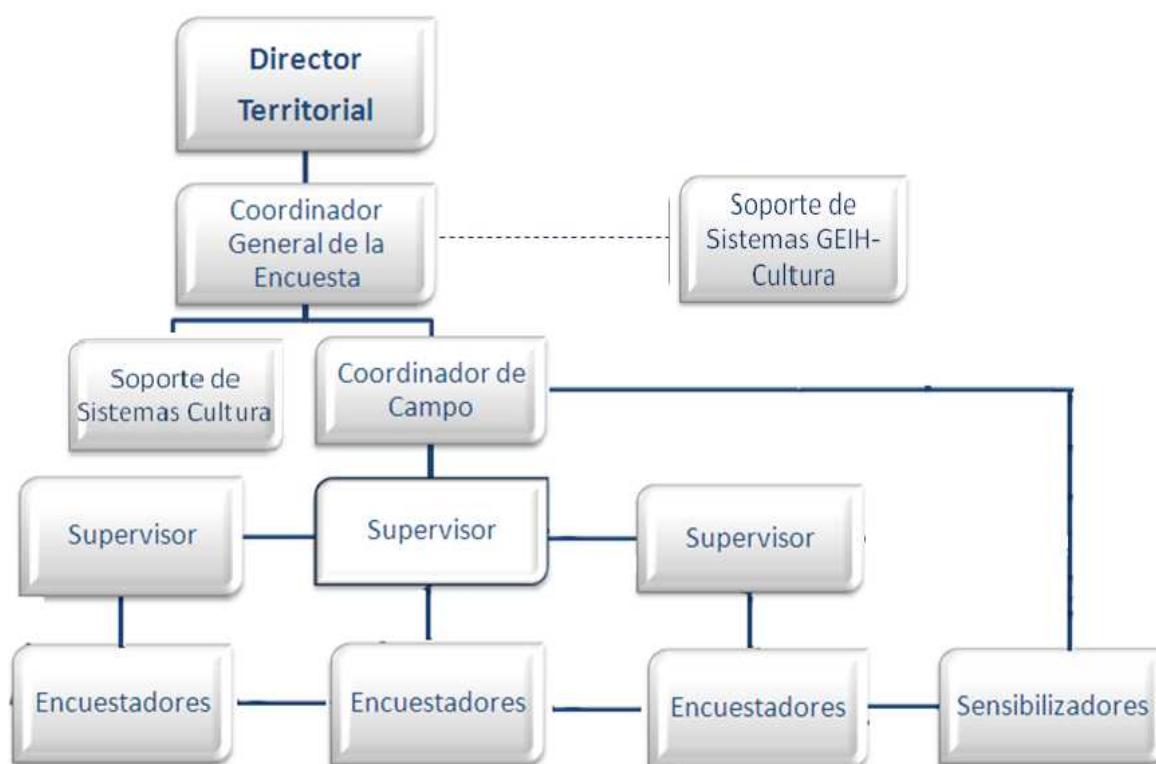 Director
Territorial
Coordinador
General de la
Encuesta
Soporte de
Sistemas GEIH-
Cultura
Soporte de
Sistemas Cultura
Coordinador de
Campo
Supervisor
Supervisor
Supervisor
Encuestadores
Encuestadores
Encuestadores
Sensibilizadores